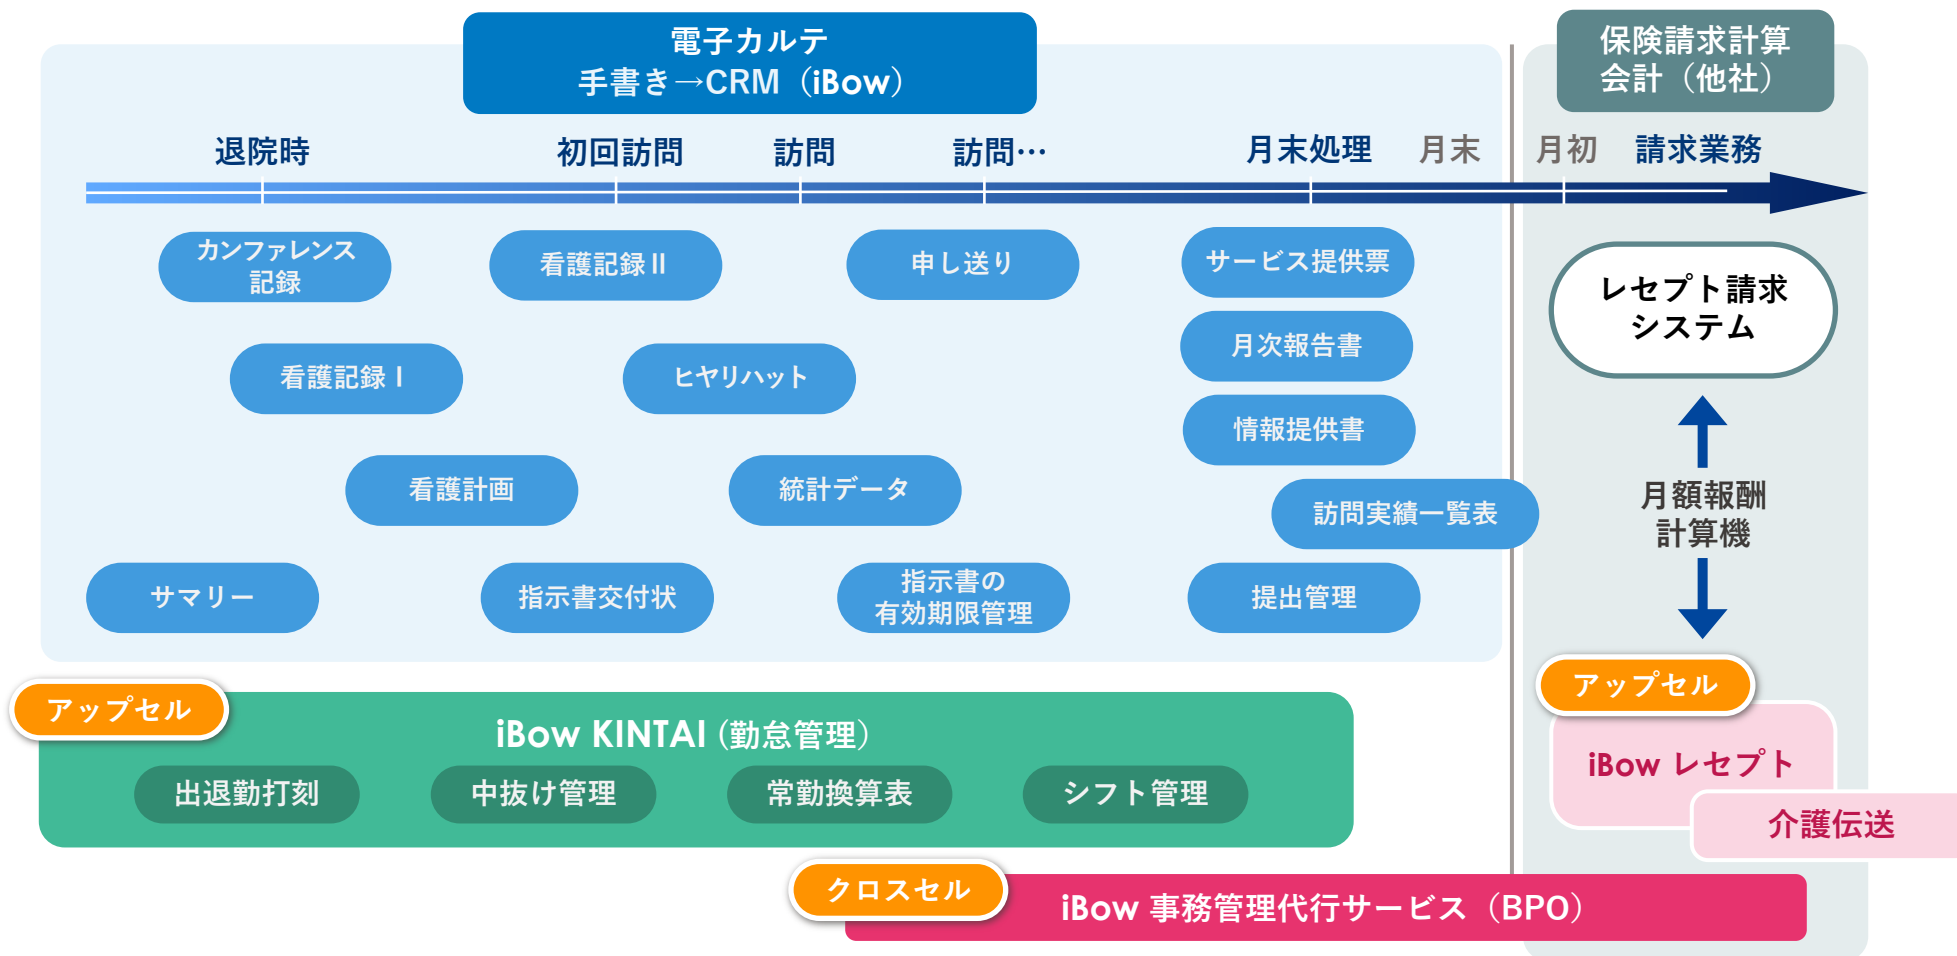 電子カルテ
手書き→CRM（iBow）
保険請求計算
会計（他社）
退院時
初回訪問
訪問
訪問…
月末処理
月末
月初
請求業務
カンファレンス
記録
看護記録Ⅱ
申し送り
サービス提供票
レセプト請求
システム
月次報告書
看護記録Ⅰ
ヒヤリハット
情報提供書
看護計画
統計データ
訪問実績一覧表
月額報酬
計算機
サマリー
指示書交付状
指示書の
有効期限管理
提出管理
アップセル
iBow KINTAI（勤怠管理）
出退勤打刻
中抜け管理
常勤換算表
シフト管理
アップセル
iBow レセプト
介護伝送
クロスセル
iBow 事務管理代行サービス（BPO）